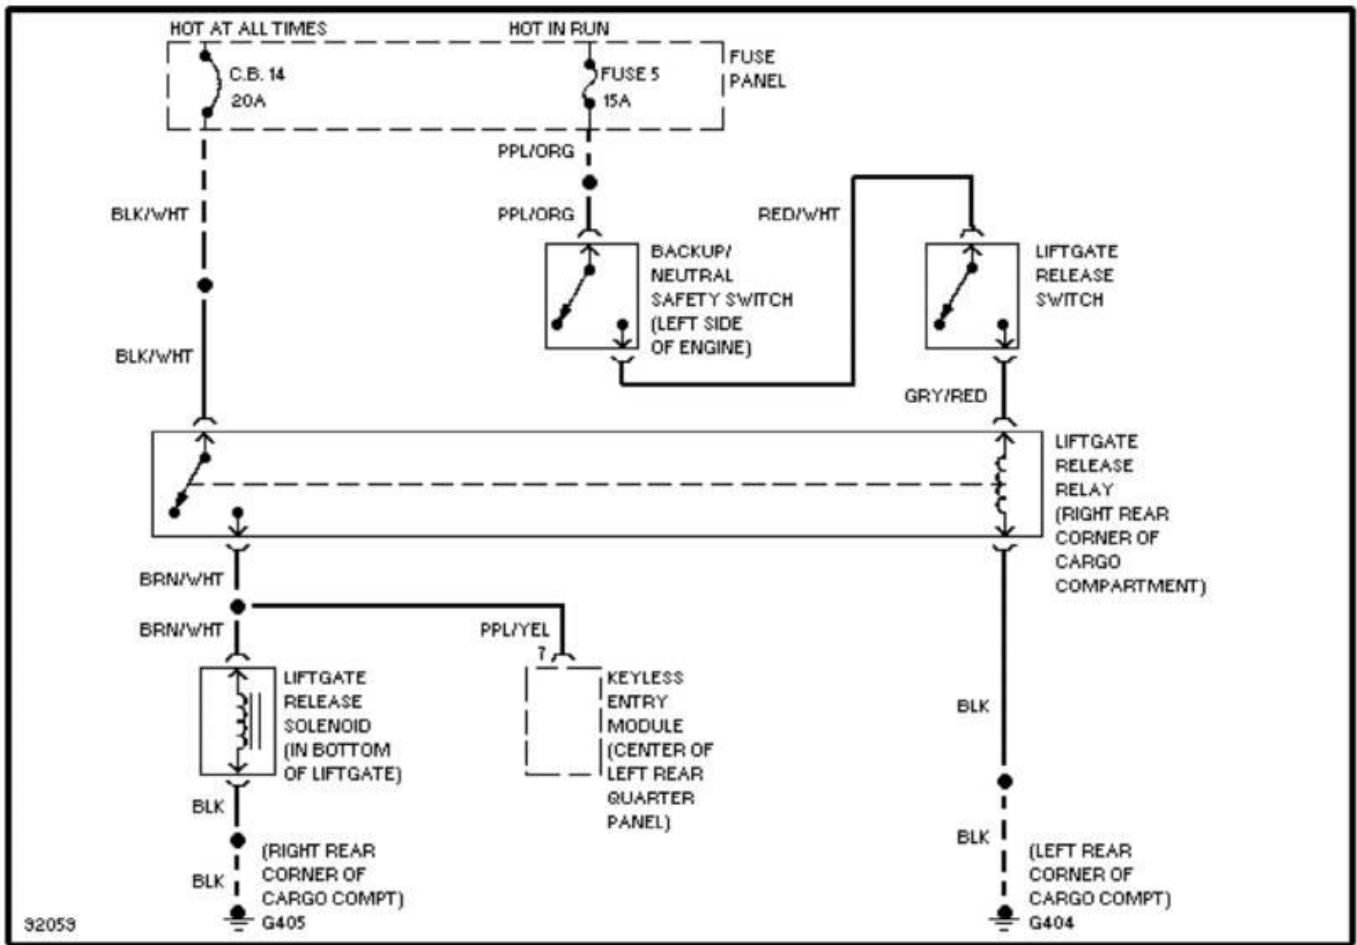 HOT AT ALL TIMES
HOT IN RUN
C.B. 14
20A
FUSE 5
15A
FUSE
PANEL
PPL/ORG
BLK/WHT
PPL/ORG
RED/WHT
BACKUP/
NEUTRAL
SAFETY SWITCH
(LEFT SIDE
OF ENGINE)
LIFTGATE
RELEASE
SWITCH
BLK/WHT
GRY/RED
LIFTGATE
RELEASE
RELAY
(RIGHT REAR
CORNER OF
CARGO
COMPARTMENT)
BRN/WHT
BRN/WHT
PPL/YEL
7
LIFTGATE
RELEASE
SOLENOID
(IN BOTTOM
OF LIFTGATE)
KEYLESS
ENTRY
MODULE
(CENTER OF
LEFT REAR
QUARTER
PANEL)
BLK
BLK
BLK
(RIGHT REAR
CORNER OF
CARGO COMPT)
G405
BLK
(LEFT REAR
CORNER OF
CARGO COMPT)
G404
92059